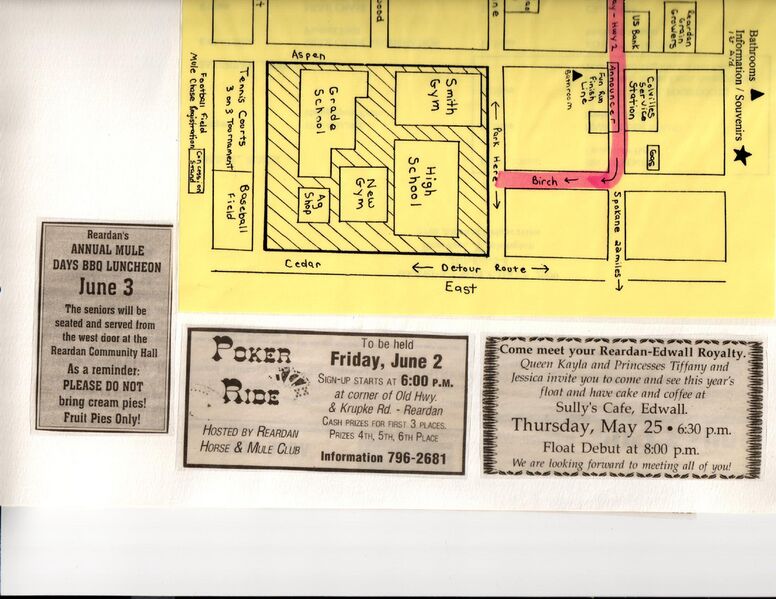 Bathrooms ▲
Information / Souvenirs ★
1st Aid
Reardan
Grain
Growers
US Bank
- Hwy 2
Colvilles
Service
Station
Gogg
Announcer
Fun Run
Finish
Line
▲
Bathroom
Birch ←
Spokane 22 miles →
← Park Here →
Aspen
Smith
Gym
Grade
School
High
School
New
Gym
Ag
Shop
Tennis Courts
3 on 3 Tournament
Baseball
Field
Football Field
Mule Chase Registration
Concession
Stand
Cedar
← Detour Route →
East
Reardan's
ANNUAL MULE
DAYS BBQ LUNCHEON
June 3
The seniors will be
seated and served from
the west door at the
Reardan Community Hall
As a reminder:
PLEASE DO NOT
bring cream pies!
Fruit Pies Only!
POKER
RIDE
HOSTED BY REARDAN
HORSE & MULE CLUB
To be held
Friday, June 2
SIGN-UP STARTS AT 6:00 P.M.
at corner of Old Hwy.
& Krupke Rd. - Reardan
CASH PRIZES FOR FIRST 3 PLACES.
PRIZES 4TH, 5TH, 6TH PLACE
Information 796-2681
Come meet your Reardan-Edwall Royalty.
Queen Kayla and Princesses Tiffany and
Jessica invite you to come and see this year's
float and have cake and coffee at
Sully's Cafe, Edwall.
Thursday, May 25 • 6:30 p.m.
Float Debut at 8:00 p.m.
We are looking forward to meeting all of you!